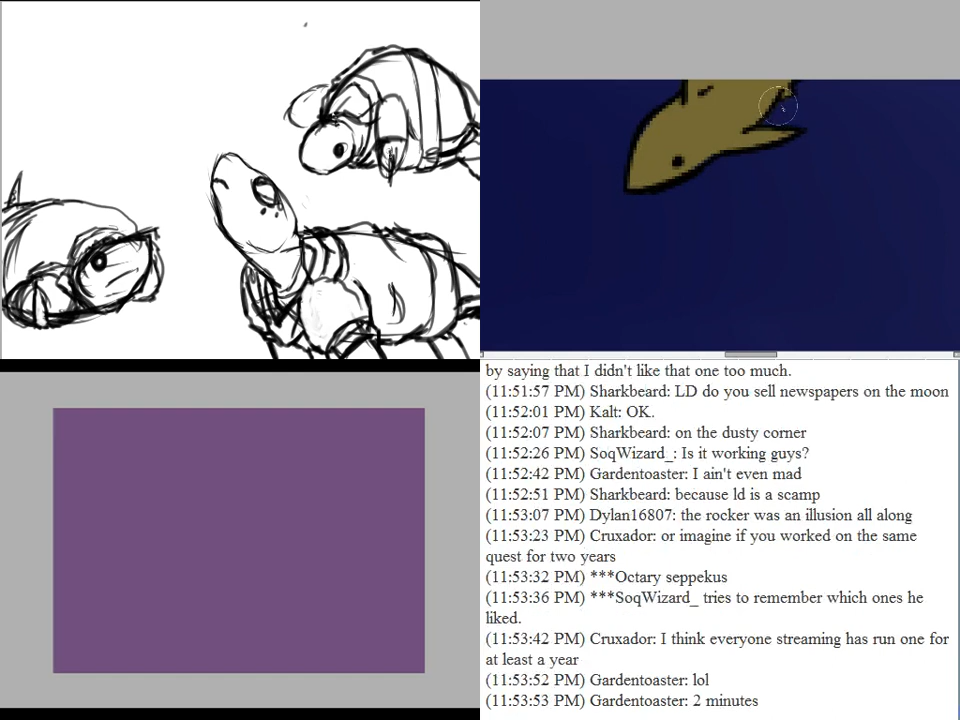 by saying that I didn't like that one too much.
(11:51:57 PM) Sharkbeard: LD do you sell newspapers on the moon
(11:52:01 PM) Kalt: OK.
(11:52:07 PM) Sharkbeard: on the dusty corner
(11:52:26 PM) SoqWizard_: Is it working guys?
(11:52:42 PM) Gardentoaster: I ain't even mad
(11:52:51 PM) Sharkbeard: because ld is a scamp
(11:53:07 PM) Dylan16807: the rocker was an illusion all along
(11:53:23 PM) Cruxador: or imagine if you worked on the same
quest for two years
(11:53:32 PM) ***Octary seppekus
(11:53:36 PM) ***SoqWizard_ tries to remember which ones he
liked.
(11:53:42 PM) Cruxador: I think everyone streaming has run one for
at least a year
(11:53:52 PM) Gardentoaster: lol
(11:53:53 PM) Gardentoaster: 2 minutes